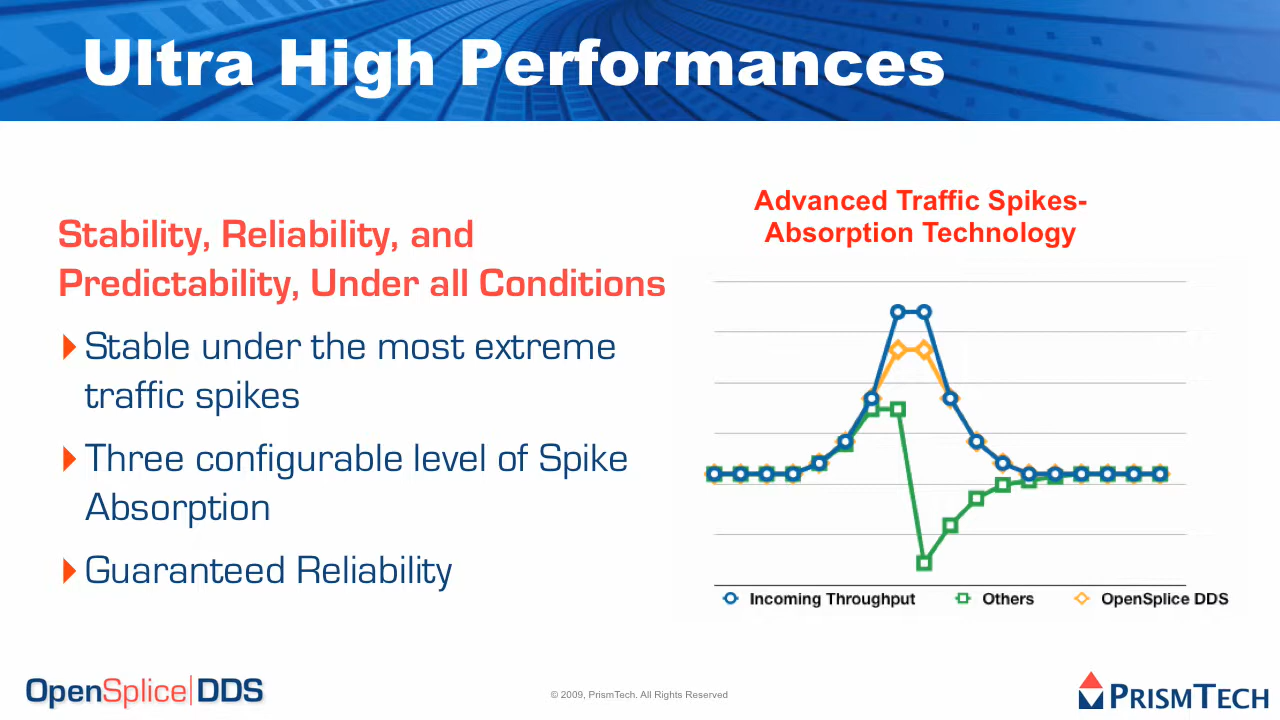 Ultra High Performances
Stability, Reliability, and
Predictability, Under all Conditions
Stable under the most extreme
traffic spikes
Three configurable level of Spike
Absorption
Guaranteed Reliability
Advanced Traffic Spikes-
Absorption Technology
Incoming Throughput Others OpenSplice DDS
OpenSplice|DDS
© 2009, PrismTech. All Rights Reserved
PRISMTECH